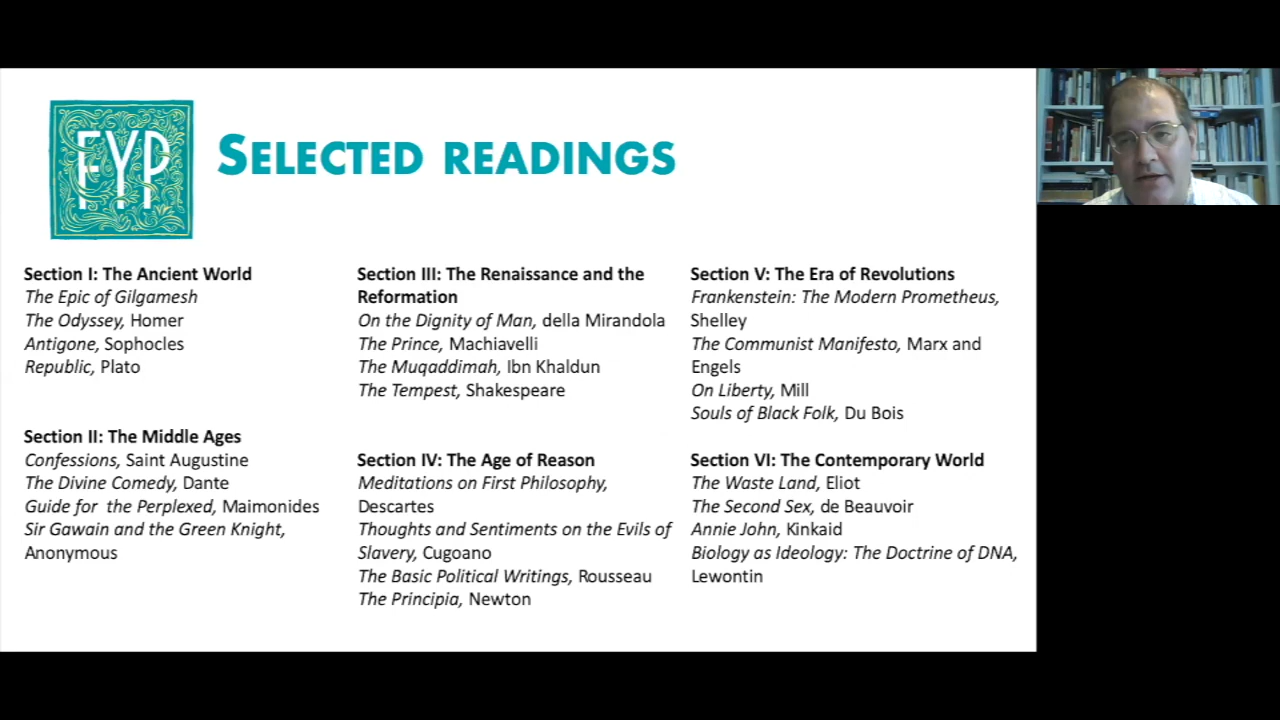 FYP
SELECTED READINGS
Section I: The Ancient World
The Epic of Gilgamesh
The Odyssey, Homer
Antigone, Sophocles
Republic, Plato
Section II: The Middle Ages
Confessions, Saint Augustine
The Divine Comedy, Dante
Guide for the Perplexed, Maimonides
Sir Gawain and the Green Knight,
Anonymous
Section III: The Renaissance and the
Reformation
On the Dignity of Man, della Mirandola
The Prince, Machiavelli
The Muqaddimah, Ibn Khaldun
The Tempest, Shakespeare
Section IV: The Age of Reason
Meditations on First Philosophy,
Descartes
Thoughts and Sentiments on the Evils of
Slavery, Cugoano
The Basic Political Writings, Rousseau
The Principia, Newton
Section V: The Era of Revolutions
Frankenstein: The Modern Prometheus,
Shelley
The Communist Manifesto, Marx and
Engels
On Liberty, Mill
Souls of Black Folk, Du Bois
Section VI: The Contemporary World
The Waste Land, Eliot
The Second Sex, de Beauvoir
Annie John, Kinkaid
Biology as Ideology: The Doctrine of DNA,
Lewontin